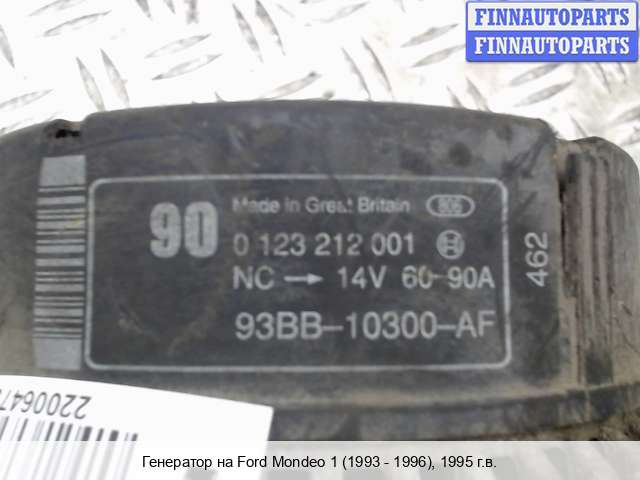 FINNAUTOPARTS
FINNAUTOPARTS
90
Made in Great Britain 806
0 123 212 001
NC → 14V 60-90A
93BB-10300-AF
462
Генератор на Ford Mondeo 1 (1993 - 1996), 1995 г.в.